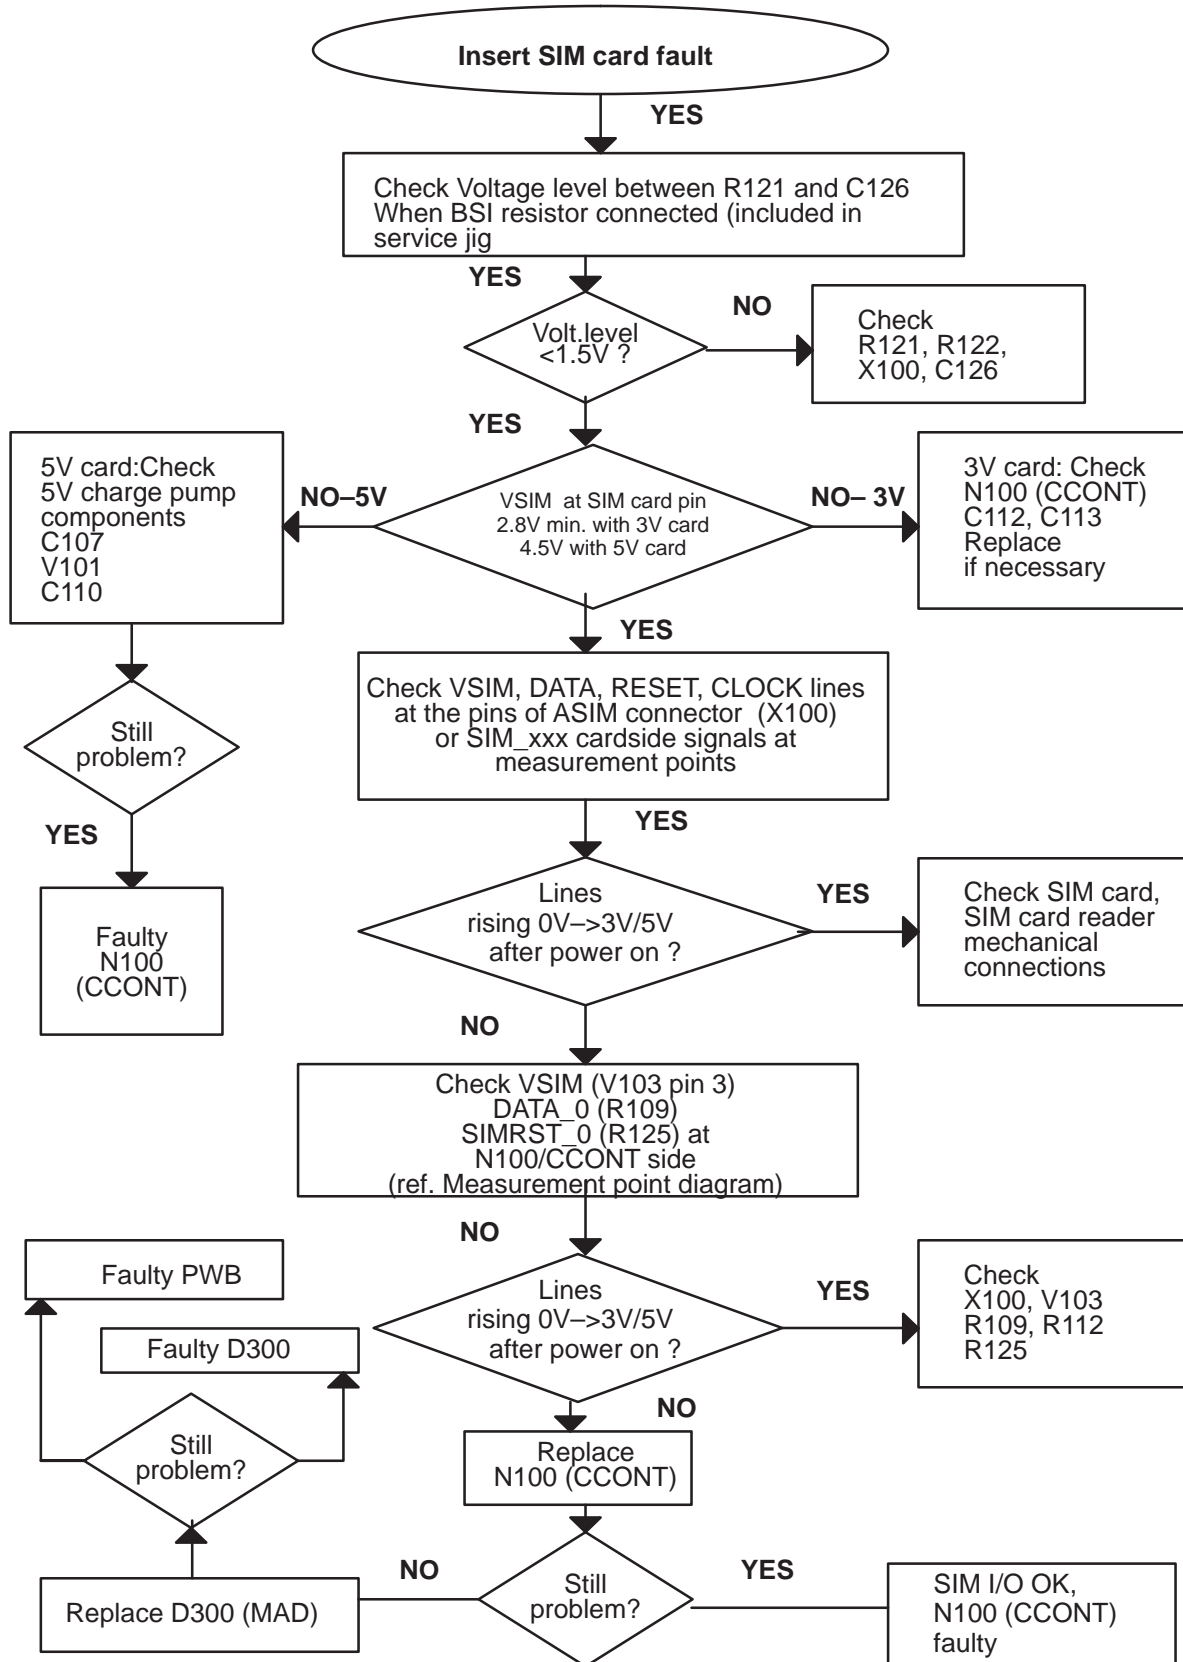 Insert SIM card fault
YES
Check Voltage level between R121 and C126
When BSI resistor connected (included in
service jig
YES
Volt.level
<1.5V ?
NO
Check
R121, R122,
X100, C126
YES
5V card:Check
5V charge pump
components
C107
V101
C110
NO–5V
VSIM at SIM card pin
2.8V min. with 3V card
4.5V with 5V card
NO– 3V
3V card: Check
N100 (CCONT)
C112, C113
Replace
if necessary
YES
Still
problem?
YES
Faulty
N100
(CCONT)
Check VSIM, DATA, RESET, CLOCK lines
at the pins of ASIM connector (X100)
or SIM_xxx cardside signals at
measurement points
YES
Lines
rising 0V–>3V/5V
after power on ?
YES
Check SIM card,
SIM card reader
mechanical
connections
NO
Check VSIM (V103 pin 3)
DATA_0 (R109)
SIMRST_0 (R125) at
N100/CCONT side
(ref. Measurement point diagram)
NO
Lines
rising 0V–>3V/5V
after power on ?
YES
Check
X100, V103
R109, R112
R125
NO
Replace
N100 (CCONT)
Still
problem?
YES
SIM I/O OK,
N100 (CCONT)
faulty
NO
Replace D300 (MAD)
Still
problem?
Faulty D300
Faulty PWB